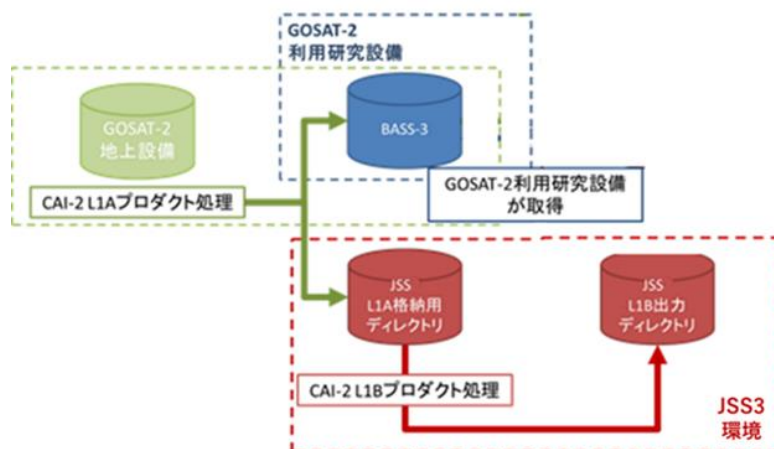 GOSAT-2
利用研究設備
GOSAT-2
地上設備
BASS-3
CAI-2 L1Aプロダクト処理
GOSAT-2利用研究設備
が取得
JSS
L1A格納用
ディレクトリ
JSS
L1B出力
ディレクトリ
CAI-2 L1Bプロダクト処理
JSS3
環境